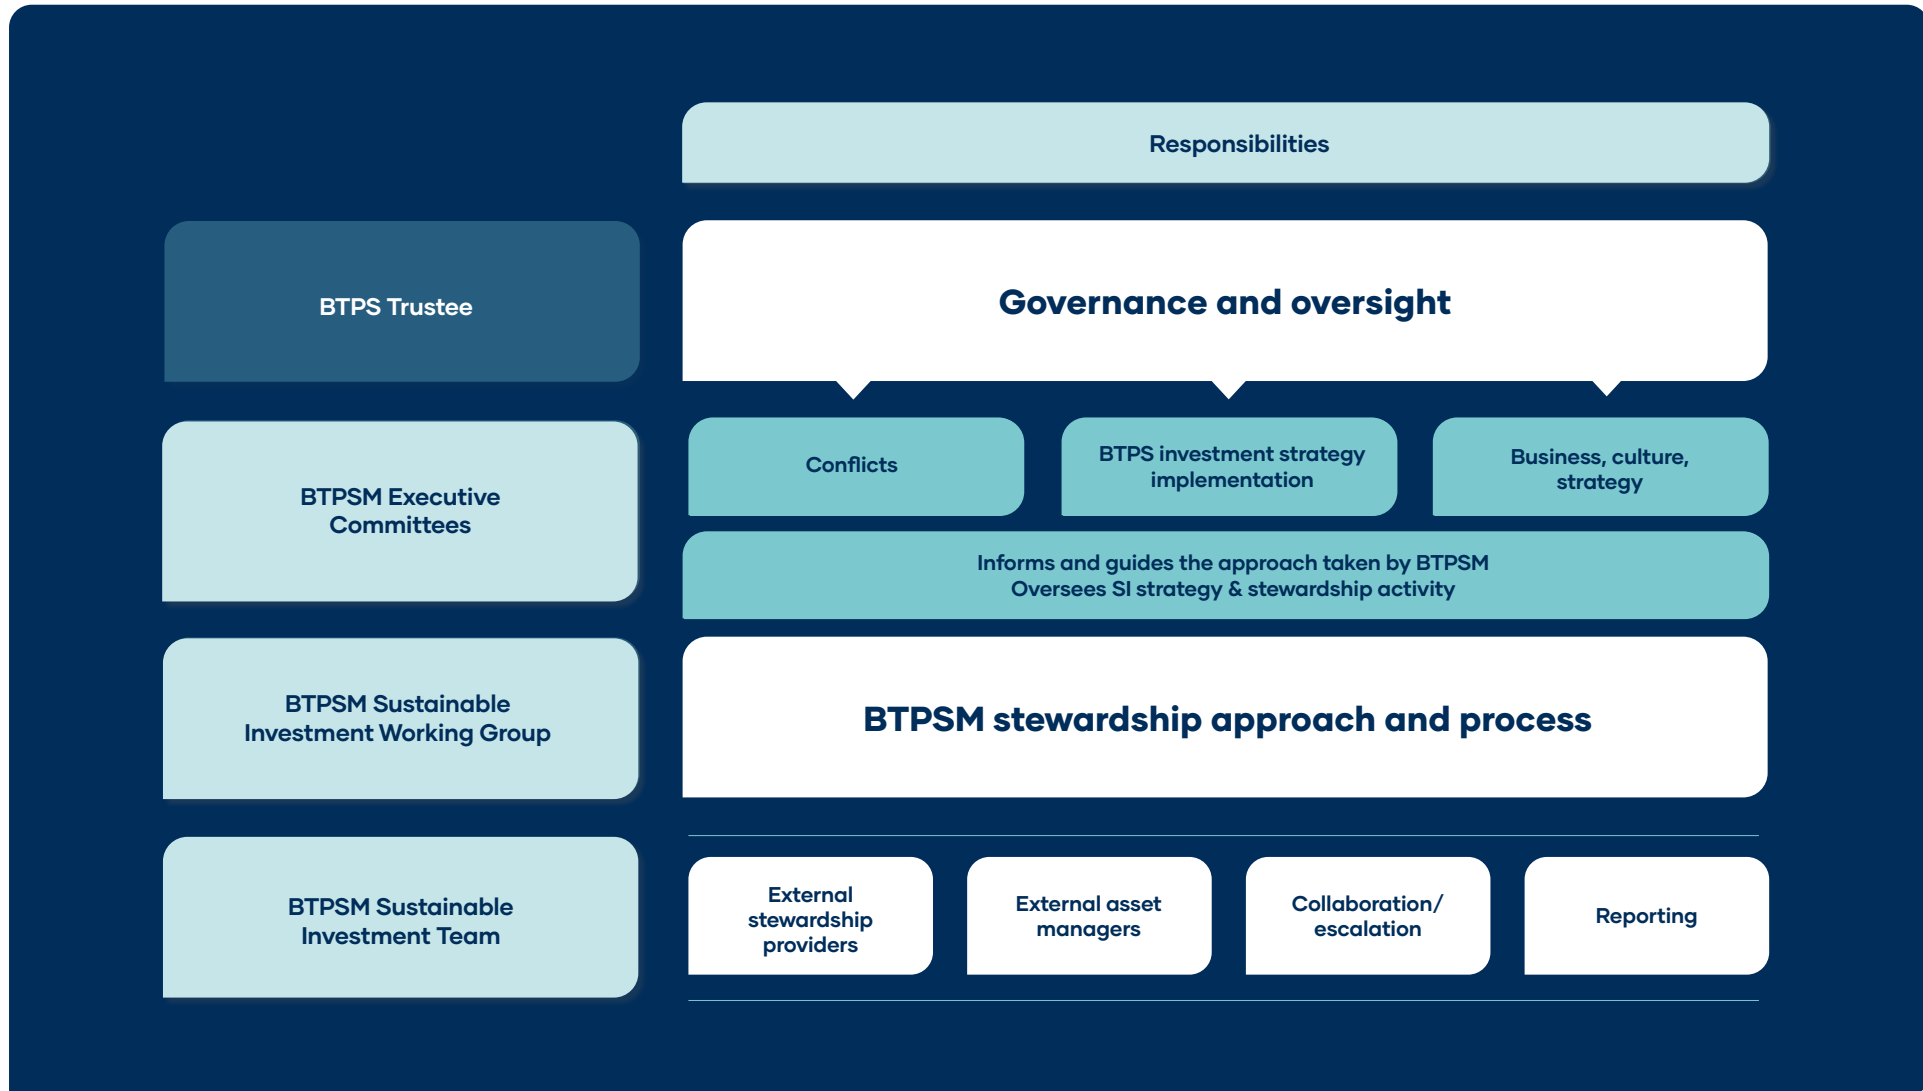 Responsibilities
BTPS Trustee
Governance and oversight
BTPSM Executive
Committees
Conflicts
BTPS investment strategy
implementation
Business, culture,
strategy
Informs and guides the approach taken by BTPSM
Oversees SI strategy & stewardship activity
BTPSM Sustainable
Investment Working Group
BTPSM stewardship approach and process
BTPSM Sustainable
Investment Team
External
stewardship
providers
External asset
managers
Collaboration/
escalation
Reporting